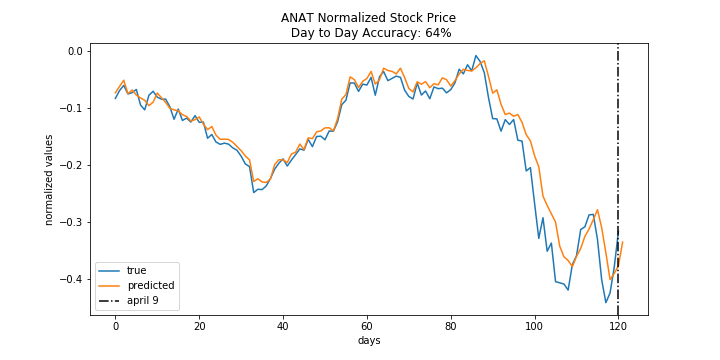 ANAT Normalized Stock Price
Day to Day Accuracy: 64%
normalized values
0.0
−0.1
−0.2
−0.3
−0.4
true
predicted
april 9
0 20 40 60 80 100 120
days